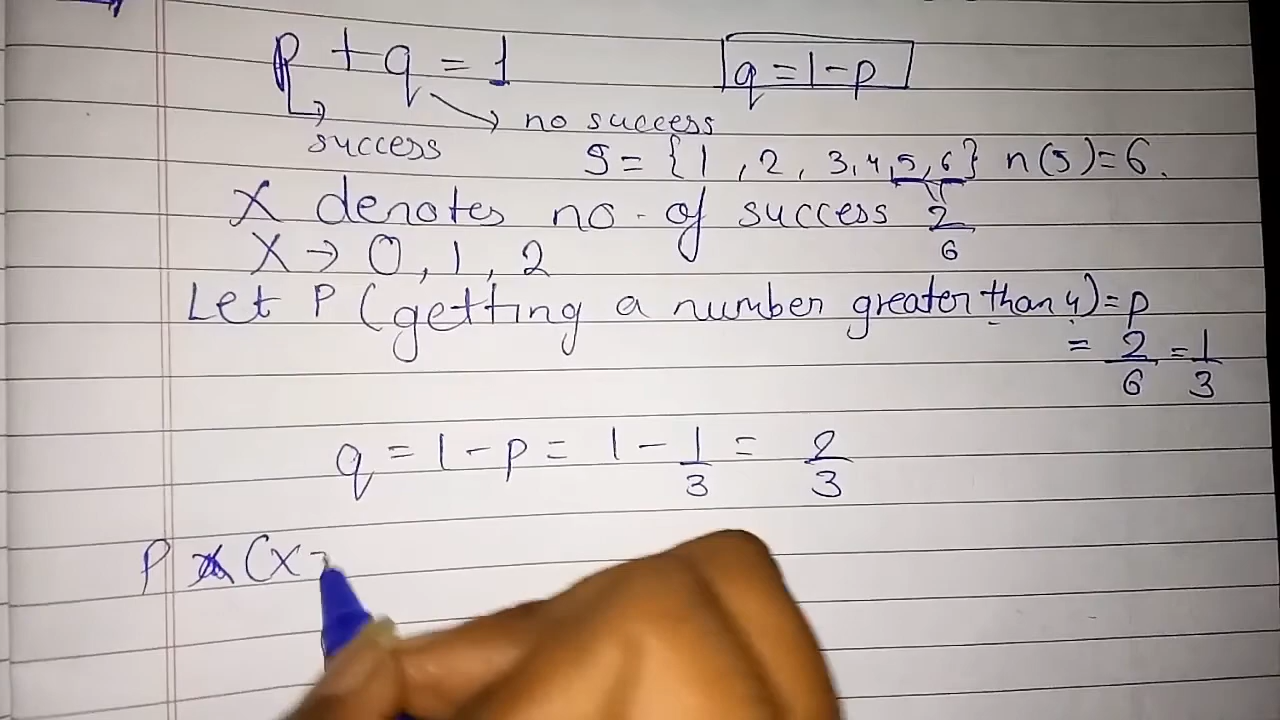 p + q = 1 q = 1 - p
no success
success
S = {1, 2, 3, 4, 5, 6} n(S) = 6.
X denotes no. of success 2/6
X → 0, 1, 2
Let P (getting a number greater than 4) = p
= 2/6 = 1/3
q = 1 - p = 1 - 1/3 = 2/3
P (X =